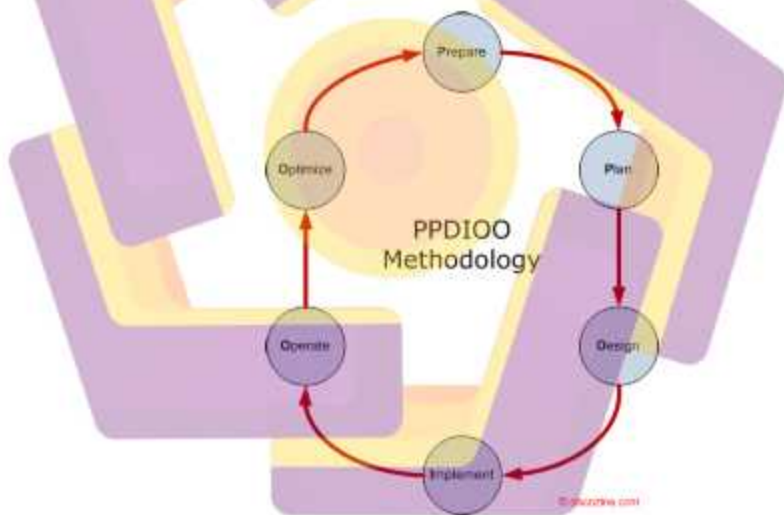 Prepare
Plan
Design
Implement
Operate
Optimize
PPDIOO
Methodology